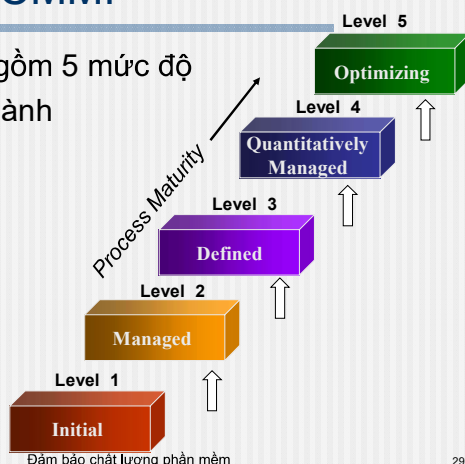 CMMI
gồm 5 mức độ
ành
Level 5
Optimizing
Level 4
Quantitatively
Managed
Process Maturity
Level 3
Defined
Level 2
Managed
Level 1
Initial
Đảm bảo chất lượng phần mềm
29